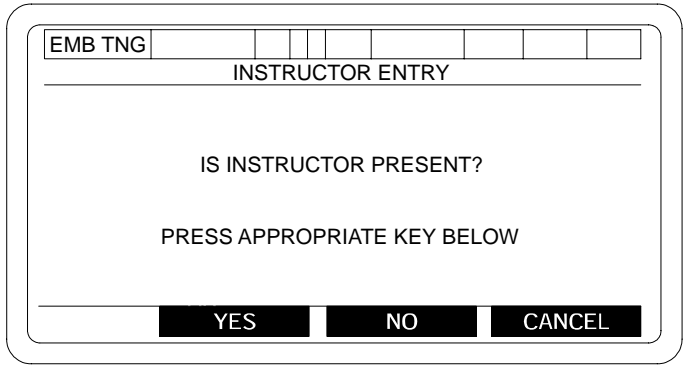 EMB TNG
INSTRUCTOR ENTRY
IS INSTRUCTOR PRESENT?
PRESS APPROPRIATE KEY BELOW
YES NO CANCEL